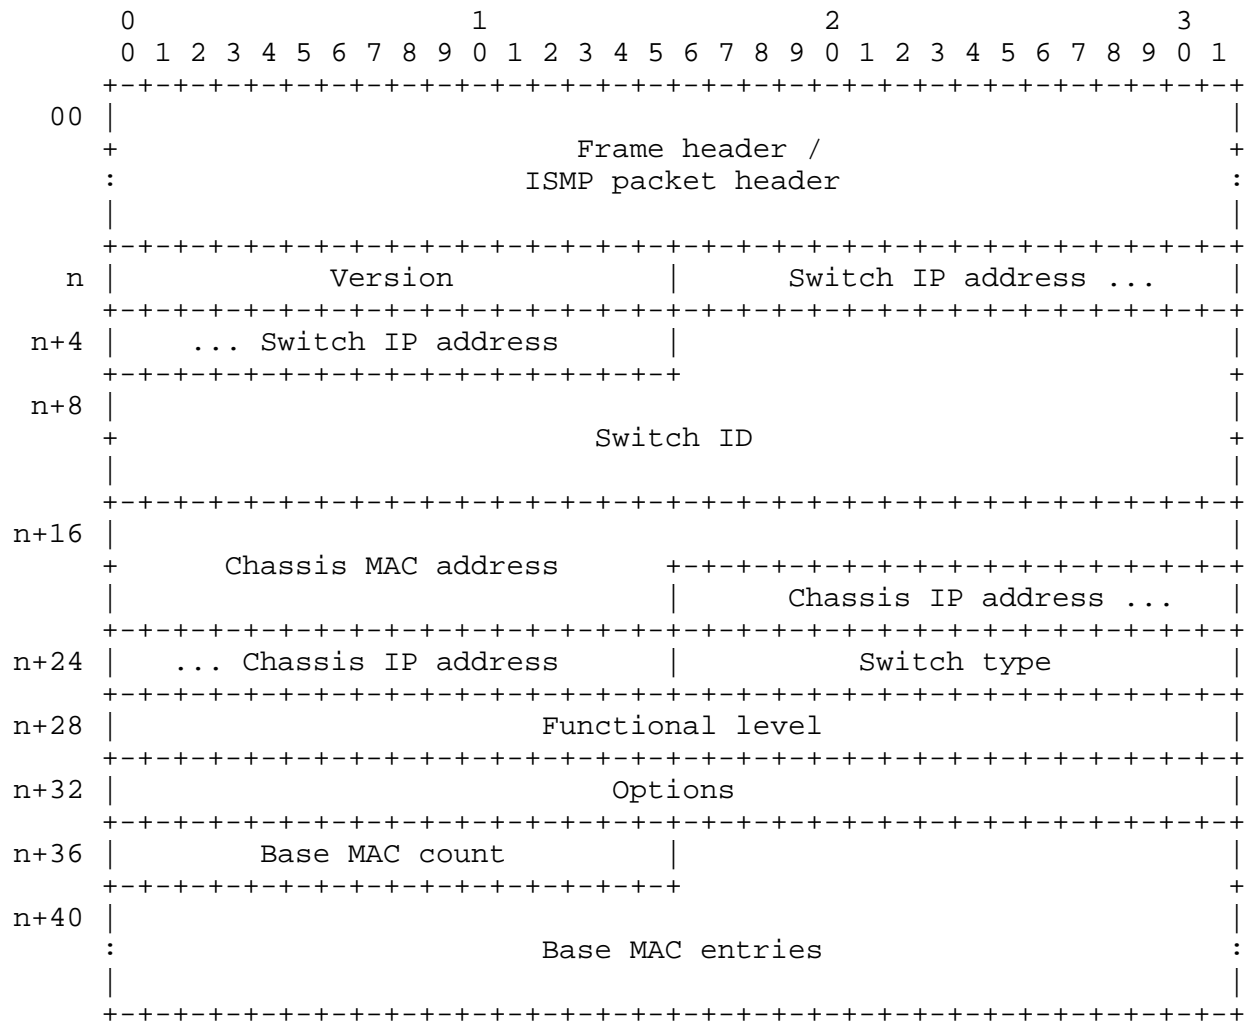 0                   1                   2                   3
 0 1 2 3 4 5 6 7 8 9 0 1 2 3 4 5 6 7 8 9 0 1 2 3 4 5 6 7 8 9 0 1
+-+-+-+-+-+-+-+-+-+-+-+-+-+-+-+-+-+-+-+-+-+-+-+-+-+-+-+-+-+-+-+-+
00 |                                                               |
+                          Frame header /                       +
:                       ISMP packet header                      :
|                                                               |
+-+-+-+-+-+-+-+-+-+-+-+-+-+-+-+-+-+-+-+-+-+-+-+-+-+-+-+-+-+-+-+-+
n |            Version            |      Switch IP address ...    |
+-+-+-+-+-+-+-+-+-+-+-+-+-+-+-+-+-+-+-+-+-+-+-+-+-+-+-+-+-+-+-+-+
n+4 |    ... Switch IP address      |                               |
+-+-+-+-+-+-+-+-+-+-+-+-+-+-+-+-+                               +
n+8 |                                                               |
+                           Switch ID                           +
|                                                               |
+-+-+-+-+-+-+-+-+-+-+-+-+-+-+-+-+-+-+-+-+-+-+-+-+-+-+-+-+-+-+-+-+
n+16 |                                                               |
+      Chassis MAC address      +-+-+-+-+-+-+-+-+-+-+-+-+-+-+-+-+
|                               |      Chassis IP address ...   |
+-+-+-+-+-+-+-+-+-+-+-+-+-+-+-+-+-+-+-+-+-+-+-+-+-+-+-+-+-+-+-+-+
n+24 |   ... Chassis IP address      |          Switch type          |
+-+-+-+-+-+-+-+-+-+-+-+-+-+-+-+-+-+-+-+-+-+-+-+-+-+-+-+-+-+-+-+-+
n+28 |                        Functional level                       |
+-+-+-+-+-+-+-+-+-+-+-+-+-+-+-+-+-+-+-+-+-+-+-+-+-+-+-+-+-+-+-+-+
n+32 |                            Options                            |
+-+-+-+-+-+-+-+-+-+-+-+-+-+-+-+-+-+-+-+-+-+-+-+-+-+-+-+-+-+-+-+-+
n+36 |        Base MAC count         |                               |
+-+-+-+-+-+-+-+-+-+-+-+-+-+-+-+-+                               +
n+40 |                                                               |
:                        Base MAC entries                       :
|                                                               |
+-+-+-+-+-+-+-+-+-+-+-+-+-+-+-+-+-+-+-+-+-+-+-+-+-+-+-+-+-+-+-+-+